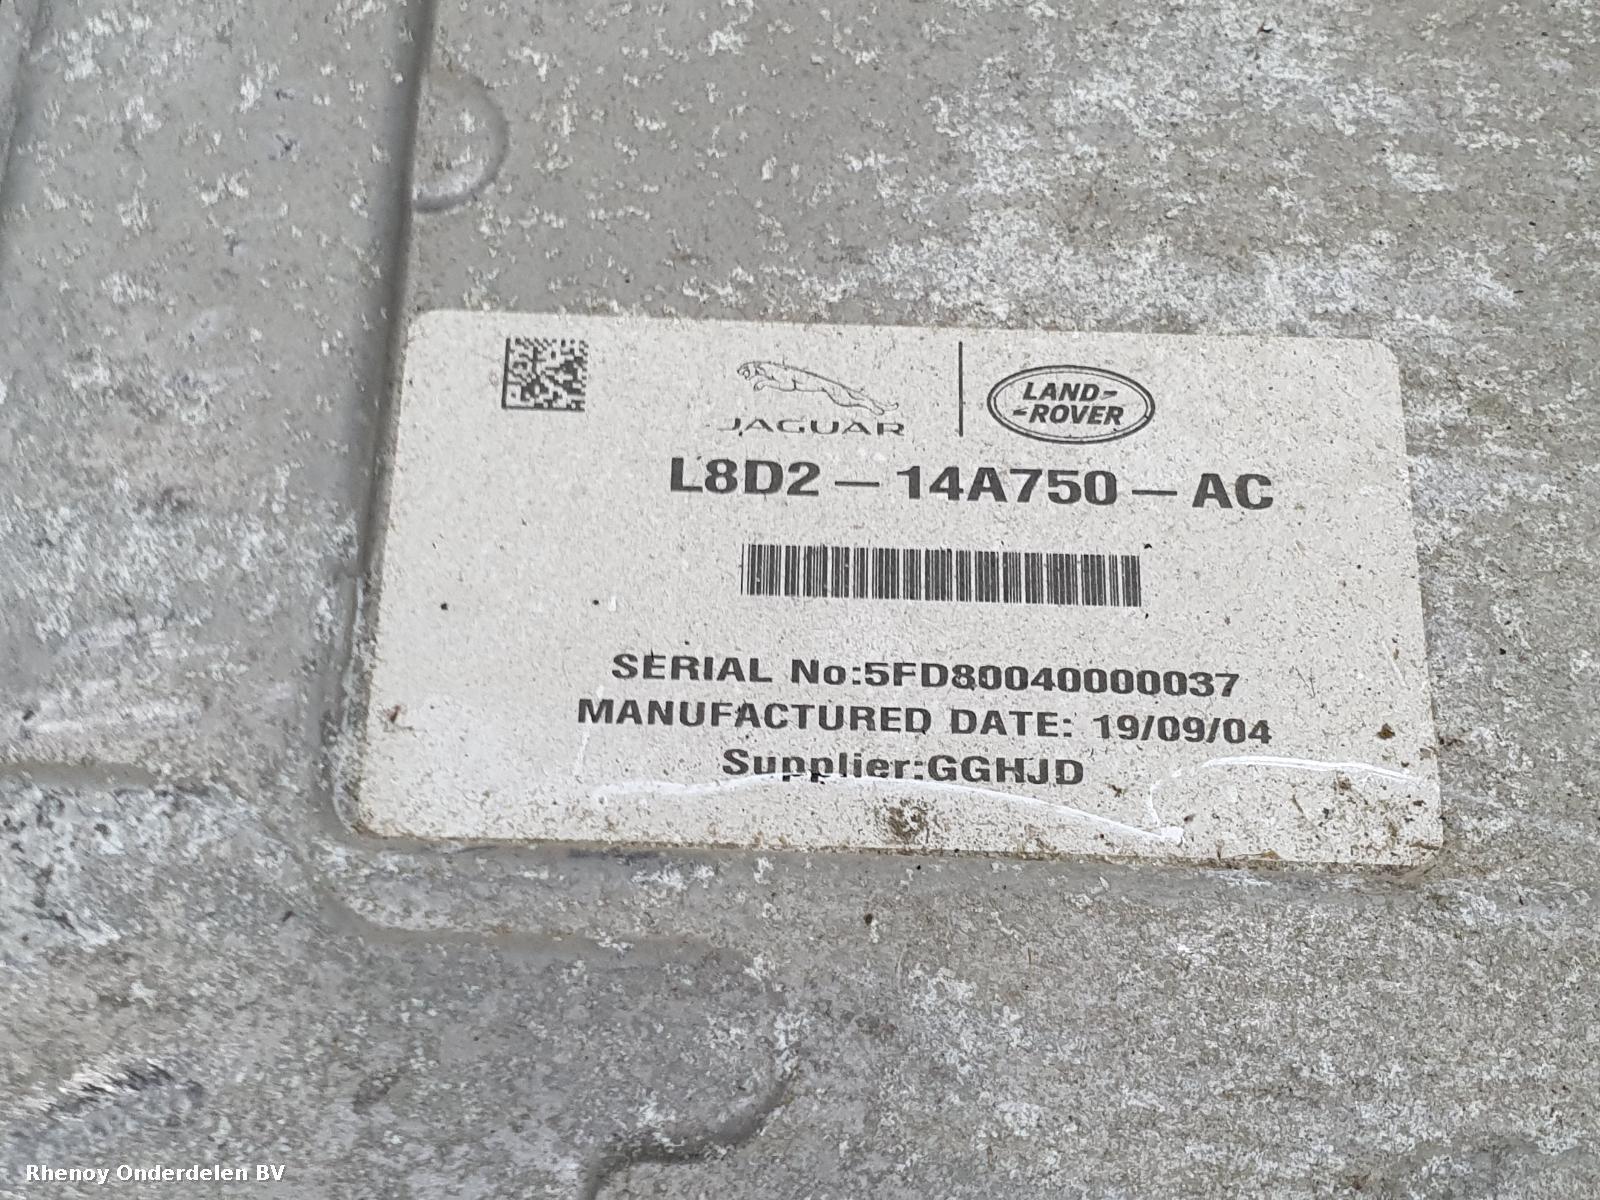 JAGUAR
LAND-
-ROVER
L8D2 – 14A750 – AC
SERIAL No:5FD80040000037
MANUFACTURED DATE: 19/09/04
Supplier:GGHJD
Rhenoy Onderdelen BV